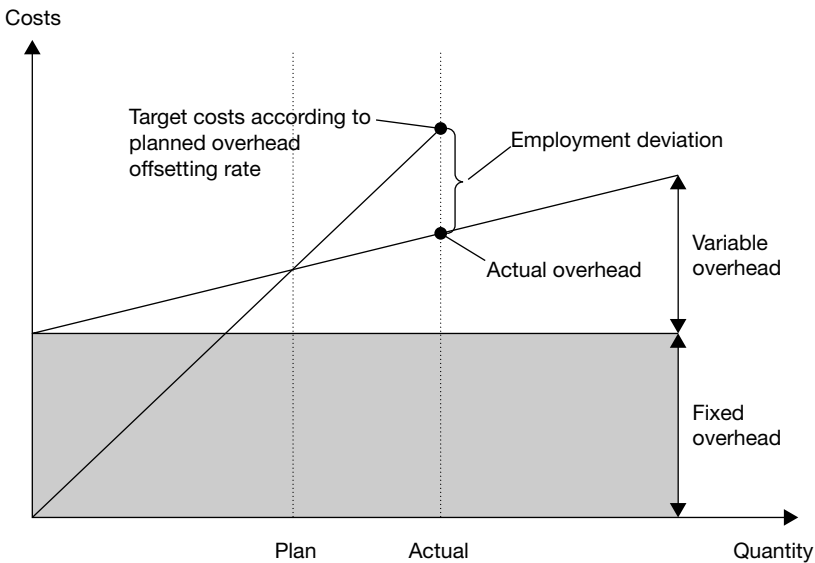 Costs
Target costs according to
planned overhead
offsetting rate
Employment deviation
Actual overhead
Variable
overhead
Fixed
overhead
Plan
Actual
Quantity